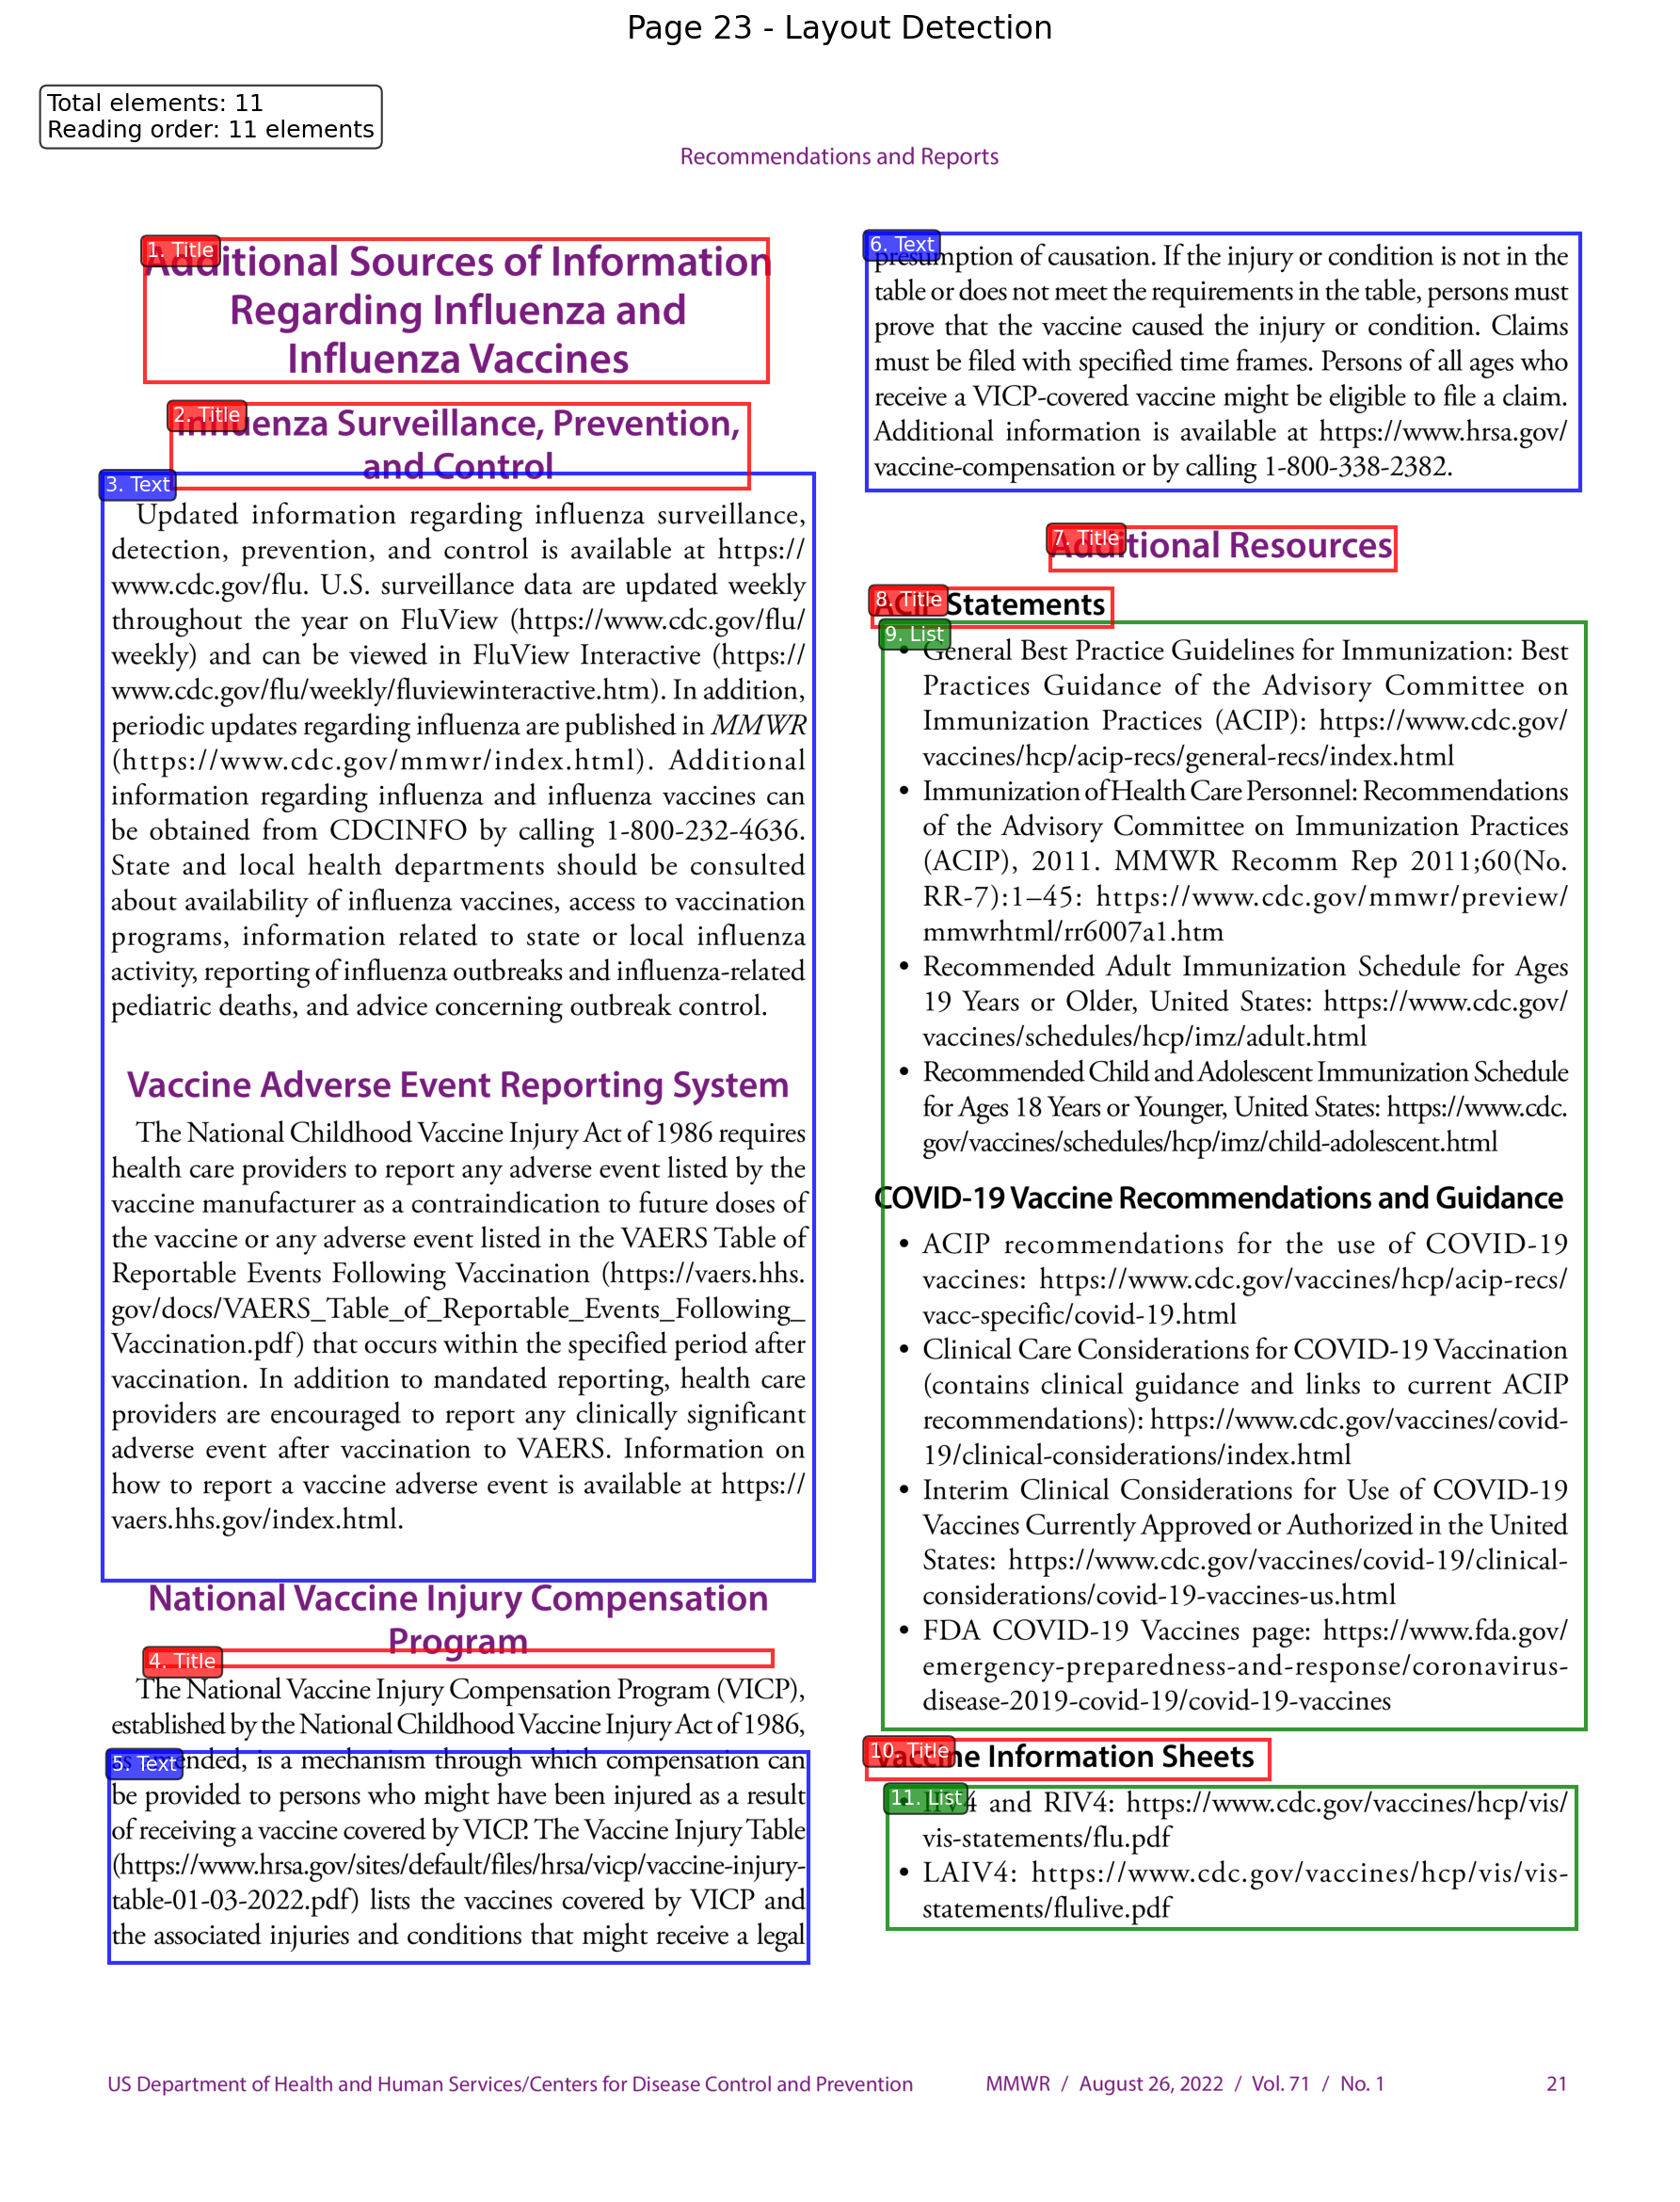 Page 23 - Layout Detection
Total elements: 11
Reading order: 11 elements
Recommendations and Reports
1. Title
Additional Sources of Information
Regarding Influenza and
Influenza Vaccines
2. Title
Influenza Surveillance, Prevention,
and Control
3. Text
Updated information regarding influenza surveillance,
detection, prevention, and control is available at https://
www.cdc.gov/flu. U.S. surveillance data are updated weekly
throughout the year on FluView (https://www.cdc.gov/flu/
weekly) and can be viewed in FluView Interactive (https://
www.cdc.gov/flu/weekly/fluviewinteractive.htm). In addition,
periodic updates regarding influenza are published in MMWR
(https://www.cdc.gov/mmwr/index.html). Additional
information regarding influenza and influenza vaccines can
be obtained from CDCINFO by calling 1-800-232-4636.
State and local health departments should be consulted
about availability of influenza vaccines, access to vaccination
programs, information related to state or local influenza
activity, reporting of influenza outbreaks and influenza-related
pediatric deaths, and advice concerning outbreak control.
Vaccine Adverse Event Reporting System
The National Childhood Vaccine Injury Act of 1986 requires
health care providers to report any adverse event listed by the
vaccine manufacturer as a contraindication to future doses of
the vaccine or any adverse event listed in the VAERS Table of
Reportable Events Following Vaccination (https://vaers.hhs.
gov/docs/VAERS_Table_of_Reportable_Events_Following_
Vaccination.pdf) that occurs within the specified period after
vaccination. In addition to mandated reporting, health care
providers are encouraged to report any clinically significant
adverse event after vaccination to VAERS. Information on
how to report a vaccine adverse event is available at https://
vaers.hhs.gov/index.html.
National Vaccine Injury Compensation
Program
4. Title
The National Vaccine Injury Compensation Program (VICP),
established by the National Childhood Vaccine Injury Act of 1986,
as amended, is a mechanism through which compensation can
5. Text
be provided to persons who might have been injured as a result
of receiving a vaccine covered by VICP. The Vaccine Injury Table
(https://www.hrsa.gov/sites/default/files/hrsa/vicp/vaccine-injury-
table-01-03-2022.pdf) lists the vaccines covered by VICP and
the associated injuries and conditions that might receive a legal
6. Text
presumption of causation. If the injury or condition is not in the
table or does not meet the requirements in the table, persons must
prove that the vaccine caused the injury or condition. Claims
must be filed with specified time frames. Persons of all ages who
receive a VICP-covered vaccine might be eligible to file a claim.
Additional information is available at https://www.hrsa.gov/
vaccine-compensation or by calling 1-800-338-2382.
7. Title
Additional Resources
8. Title
ACIP Statements
9. List
• General Best Practice Guidelines for Immunization: Best
Practices Guidance of the Advisory Committee on
Immunization Practices (ACIP): https://www.cdc.gov/
vaccines/hcp/acip-recs/general-recs/index.html
• Immunization of Health Care Personnel: Recommendations
of the Advisory Committee on Immunization Practices
(ACIP), 2011. MMWR Recomm Rep 2011;60(No.
RR-7):1–45: https://www.cdc.gov/mmwr/preview/
mmwrhtml/rr6007a1.htm
• Recommended Adult Immunization Schedule for Ages
19 Years or Older, United States: https://www.cdc.gov/
vaccines/schedules/hcp/imz/adult.html
• Recommended Child and Adolescent Immunization Schedule
for Ages 18 Years or Younger, United States: https://www.cdc.
gov/vaccines/schedules/hcp/imz/child-adolescent.html
COVID-19 Vaccine Recommendations and Guidance
• ACIP recommendations for the use of COVID-19
vaccines: https://www.cdc.gov/vaccines/hcp/acip-recs/
vacc-specific/covid-19.html
• Clinical Care Considerations for COVID-19 Vaccination
(contains clinical guidance and links to current ACIP
recommendations): https://www.cdc.gov/vaccines/covid-
19/clinical-considerations/index.html
• Interim Clinical Considerations for Use of COVID-19
Vaccines Currently Approved or Authorized in the United
States: https://www.cdc.gov/vaccines/covid-19/clinical-
considerations/covid-19-vaccines-us.html
• FDA COVID-19 Vaccines page: https://www.fda.gov/
emergency-preparedness-and-response/coronavirus-
disease-2019-covid-19/covid-19-vaccines
10. Title
Vaccine Information Sheets
11. List
• IIV4 and RIV4: https://www.cdc.gov/vaccines/hcp/vis/
vis-statements/flu.pdf
• LAIV4: https://www.cdc.gov/vaccines/hcp/vis/vis-
statements/flulive.pdf
US Department of Health and Human Services/Centers for Disease Control and Prevention MMWR / August 26, 2022 / Vol. 71 / No. 1 21